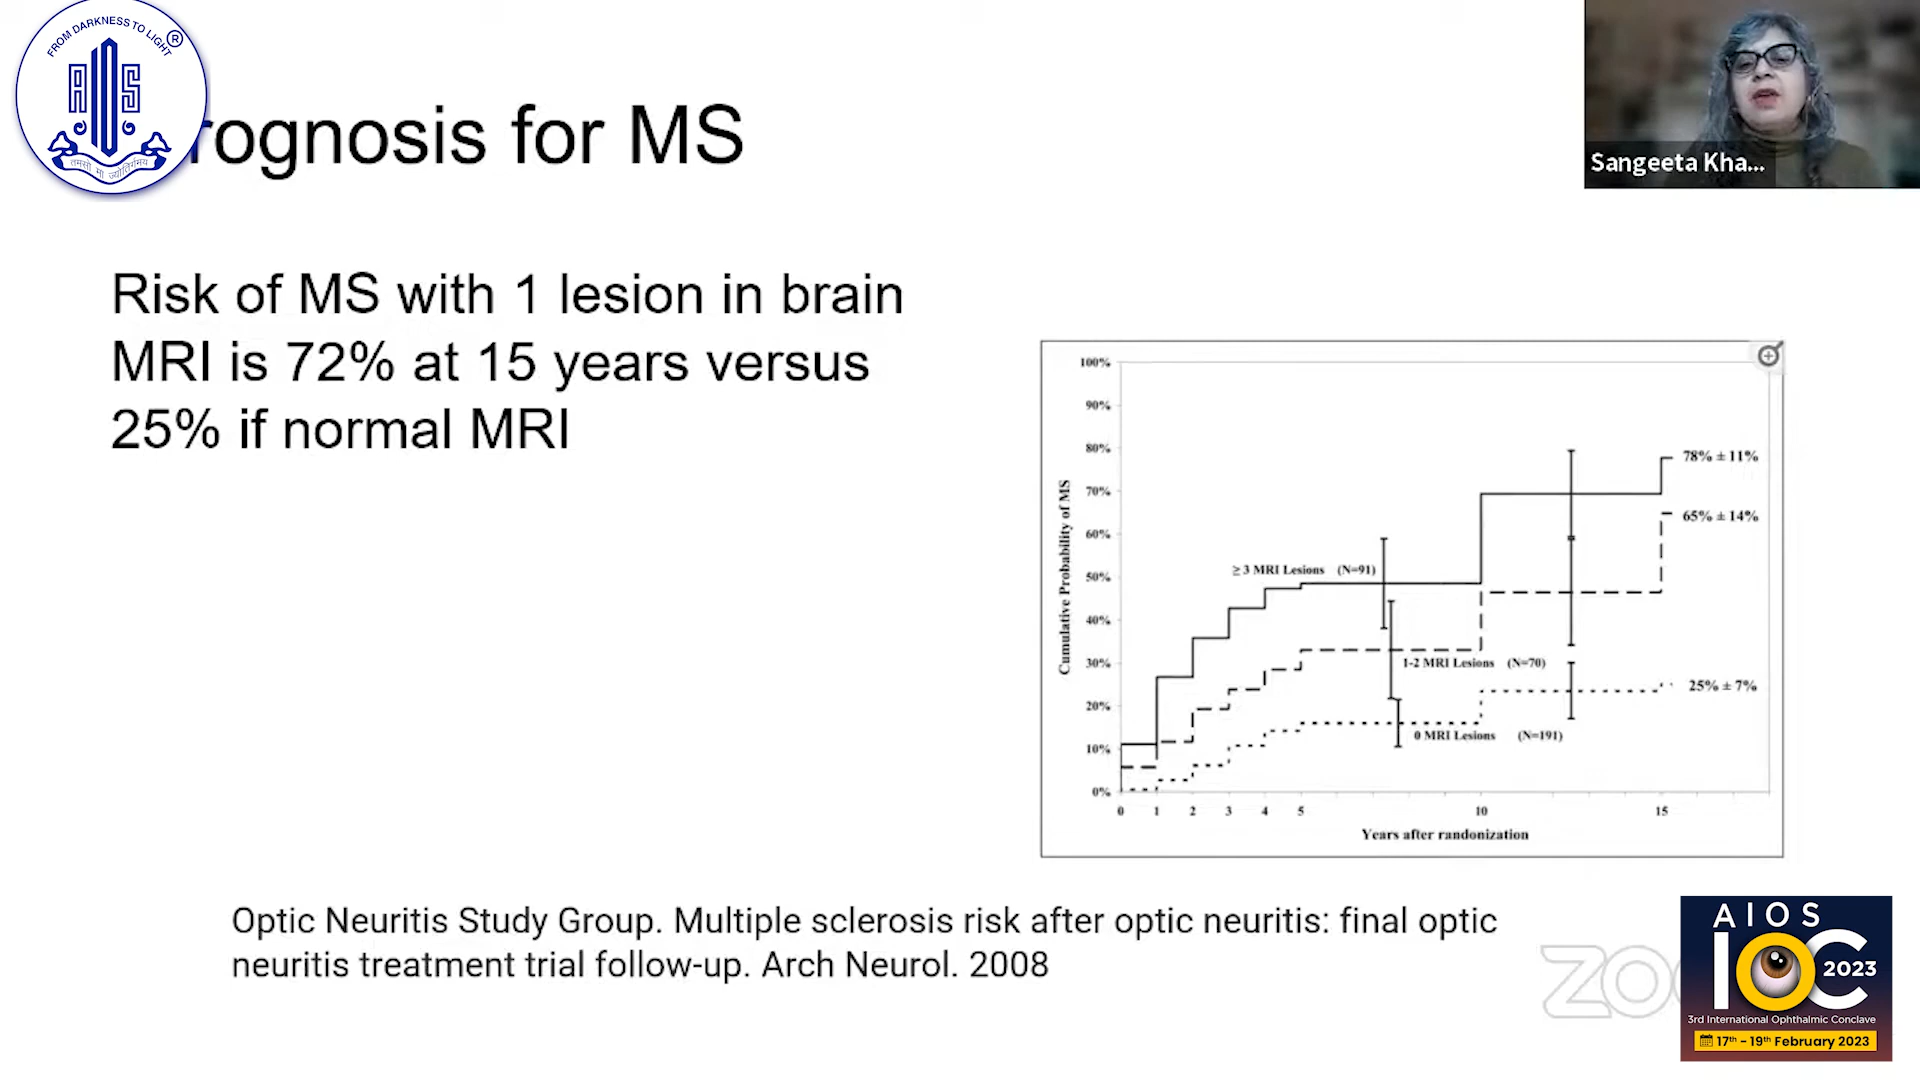 FROM DARKNESS TO LIGHT
®
AIOS
तमसो मा ज्योतिर्गमय
rognosis for MS
Sangeeta Kha...
Risk of MS with 1 lesion in brain
MRI is 72% at 15 years versus
25% if normal MRI
100%
90%
80%
70%
60%
50%
40%
30%
20%
10%
0%
Cumulative Probability of MS
78% ± 11%
65% ± 14%
≥ 3 MRI Lesions (N=91)
1-2 MRI Lesions (N=70)
25% ± 7%
0 MRI Lesions (N=191)
0 1 2 3 4 5 10 15
Years after randonization
Optic Neuritis Study Group. Multiple sclerosis risk after optic neuritis: final optic
neuritis treatment trial follow-up. Arch Neurol. 2008
ZO
AIOS
IOC 2023
3rd International Ophthalmic Conclave
17th - 19th February 2023